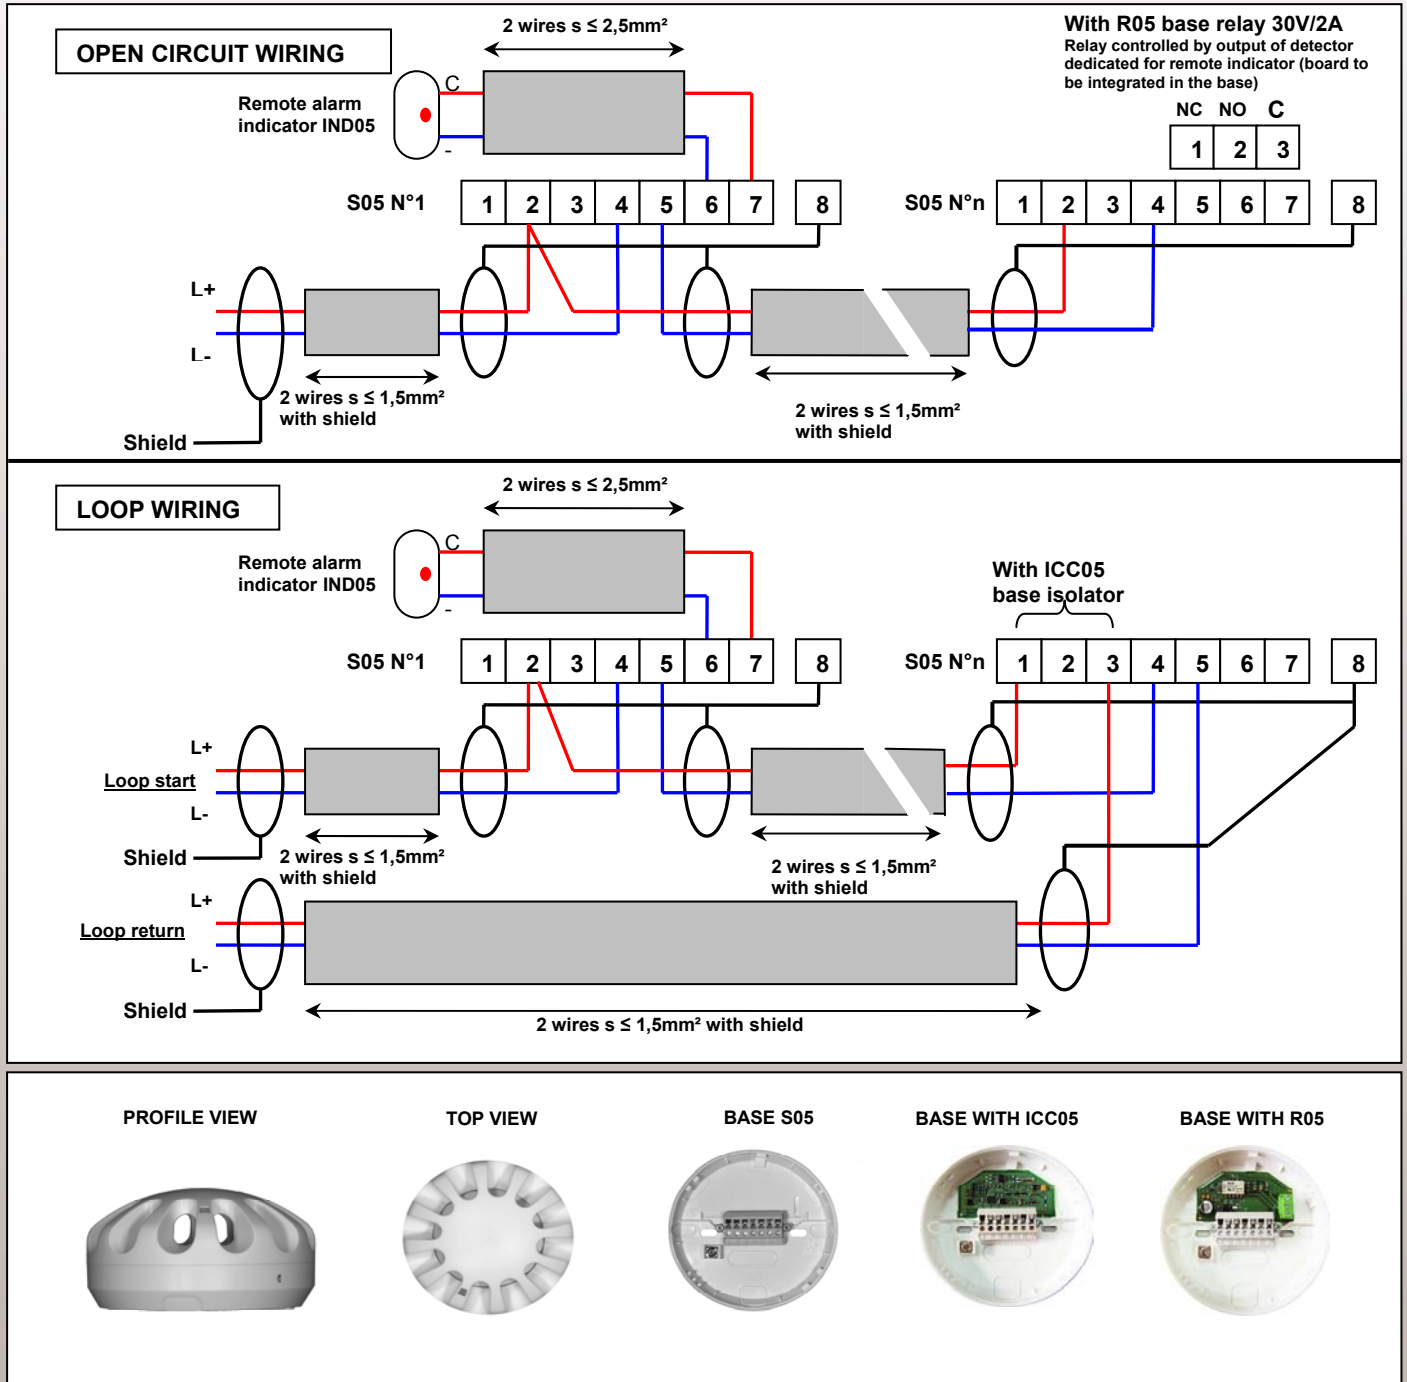 OPEN CIRCUIT WIRING
2 wires s ≤ 2,5mm²
With R05 base relay 30V/2A
Relay controlled by output of detector
dedicated for remote indicator (board to
be integrated in the base)
Remote alarm
indicator IND05
C
-
NC NO C
1 2 3
S05 N°1
1 2 3 4 5 6 7 8
S05 N°n
1 2 3 4 5 6 7 8
L+
L-
2 wires s ≤ 1,5mm²
with shield
2 wires s ≤ 1,5mm²
with shield
Shield
LOOP WIRING
2 wires s ≤ 2,5mm²
Remote alarm
indicator IND05
C
-
With ICC05
base isolator
S05 N°1
1 2 3 4 5 6 7 8
S05 N°n
1 2 3 4 5 6 7 8
L+
Loop start
L-
Shield
2 wires s ≤ 1,5mm²
with shield
2 wires s ≤ 1,5mm²
with shield
L+
Loop return
L-
Shield
2 wires s ≤ 1,5mm² with shield
PROFILE VIEW
TOP VIEW
BASE S05
BASE WITH ICC05
BASE WITH R05